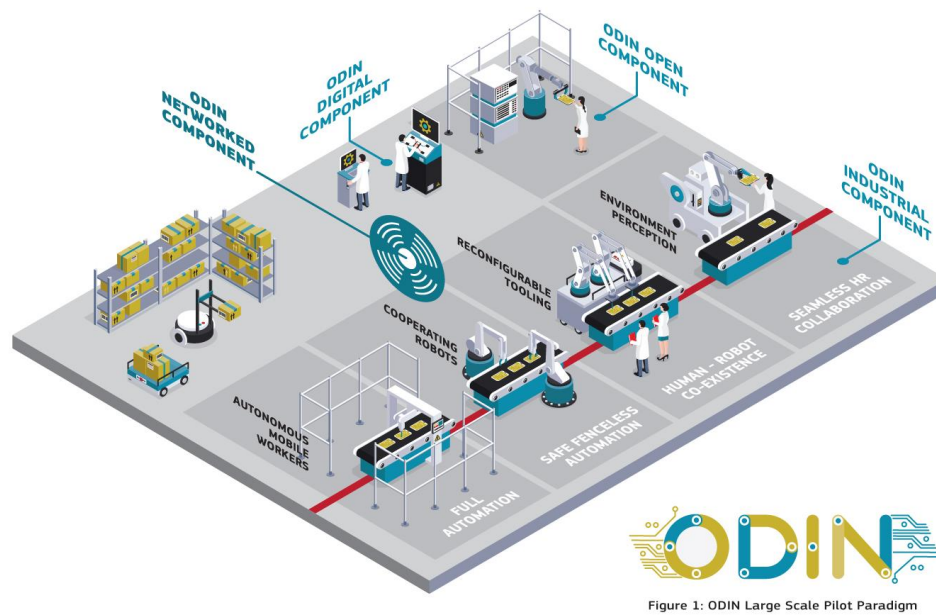 ODIN OPEN
COMPONENT
ODIN
DIGITAL
COMPONENT
ODIN
NETWORKED
COMPONENT
ODIN
INDUSTRIAL
COMPONENT
ENVIRONMENT
PERCEPTION
RECONFIGURABLE
TOOLING
COOPERATING
ROBOTS
AUTONOMOUS
MOBILE
WORKERS
SEAMLESS HR
COLLABORATION
HUMAN - ROBOT
CO-EXISTENCE
SAFE FENCELESS
AUTOMATION
FULL
AUTOMATION
ODIN
Figure 1: ODIN Large Scale Pilot Paradigm